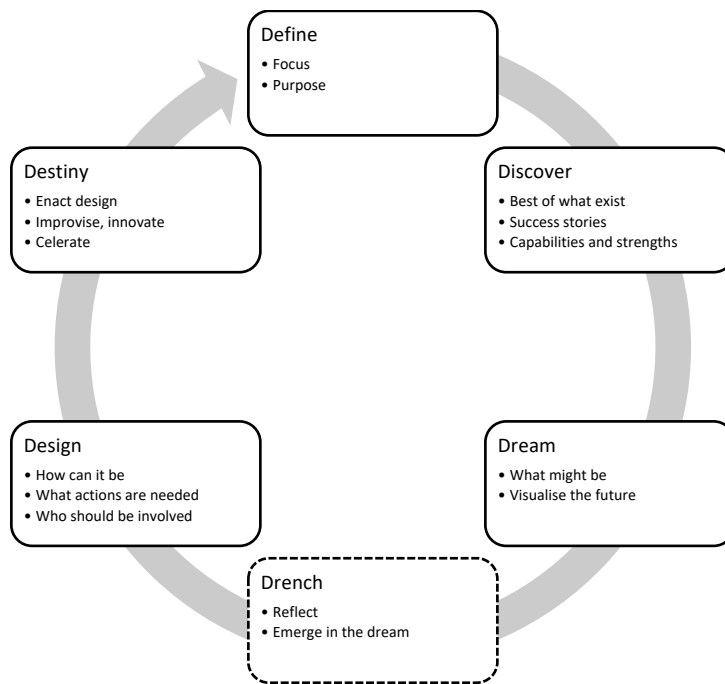 Define
• Focus
• Purpose
Discover
• Best of what exist
• Success stories
• Capabilities and strengths
Dream
• What might be
• Visualise the future
Drench
• Reflect
• Emerge in the dream
Design
• How can it be
• What actions are needed
• Who should be involved
Destiny
• Enact design
• Improvise, innovate
• Celerate